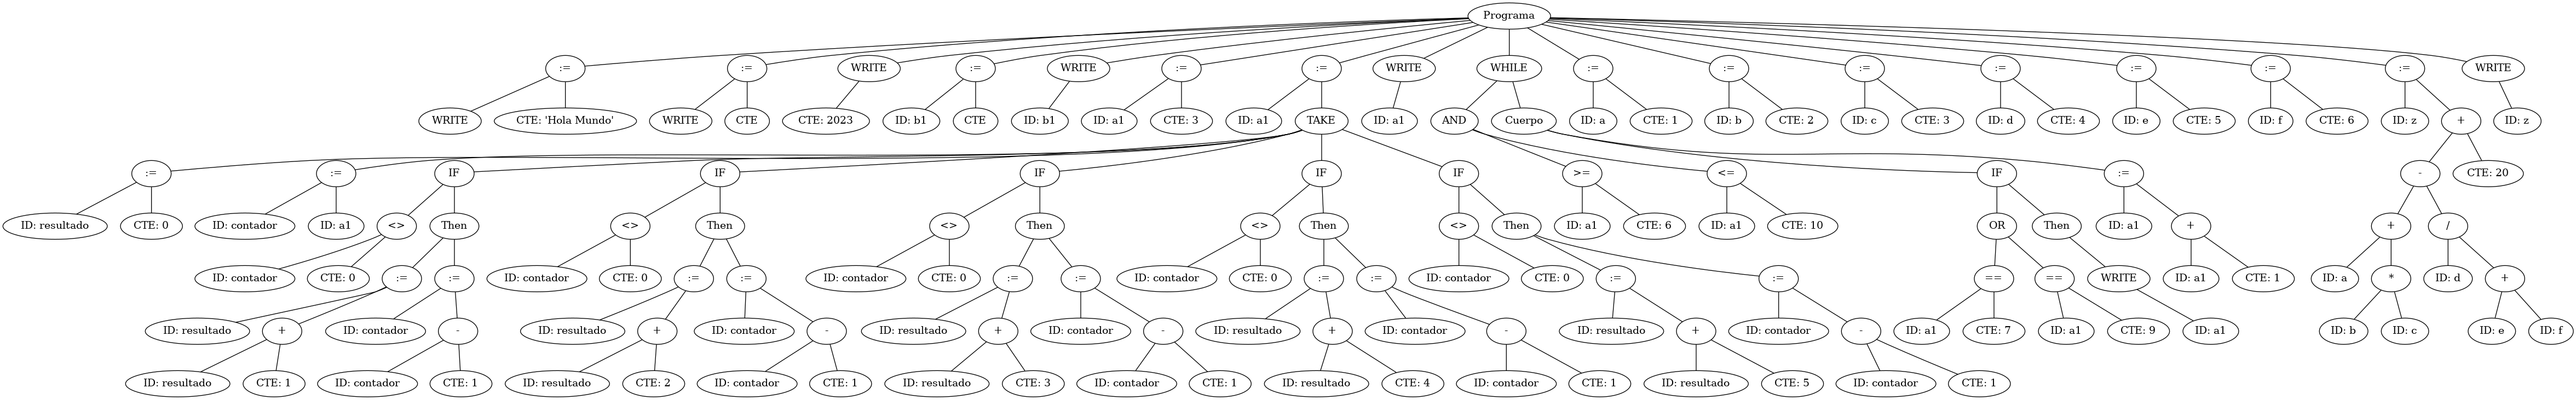 Programa
:= := WRITE := WRITE := := WRITE WHILE := := := := := := := WRITE
WRITE CTE: 'Hola Mundo' WRITE CTE CTE: 2023 ID: b1 CTE ID: b1 ID: a1 CTE: 3 ID: a1 TAKE ID: a1 AND Cuerpo ID: a CTE: 1 ID: b CTE: 2 ID: c CTE: 3 ID: d CTE: 4 ID: e CTE: 5 ID: f CTE: 6 ID: z + ID: z
:= := IF IF IF IF IF >= <= IF := - CTE: 20
ID: resultado CTE: 0 ID: contador ID: a1 <> Then <> Then <> Then <> Then <> Then ID: a1 CTE: 6 ID: a1 CTE: 10 OR Then ID: a1 + + /
ID: contador CTE: 0 := := ID: contador CTE: 0 := := ID: contador CTE: 0 := := ID: contador CTE: 0 := := ID: contador CTE: 0 := := == == WRITE ID: a1 CTE: 1 ID: a * ID: d +
ID: resultado + ID: contador - ID: resultado + ID: contador - ID: resultado + ID: contador - ID: resultado + ID: contador - ID: resultado + ID: contador - ID: a1 CTE: 7 ID: a1 CTE: 9 ID: a1 ID: b ID: c ID: e ID: f
ID: resultado CTE: 1 ID: contador CTE: 1 ID: resultado CTE: 2 ID: contador CTE: 1 ID: resultado CTE: 3 ID: contador CTE: 1 ID: resultado CTE: 4 ID: contador CTE: 1 ID: resultado CTE: 5 ID: contador CTE: 1